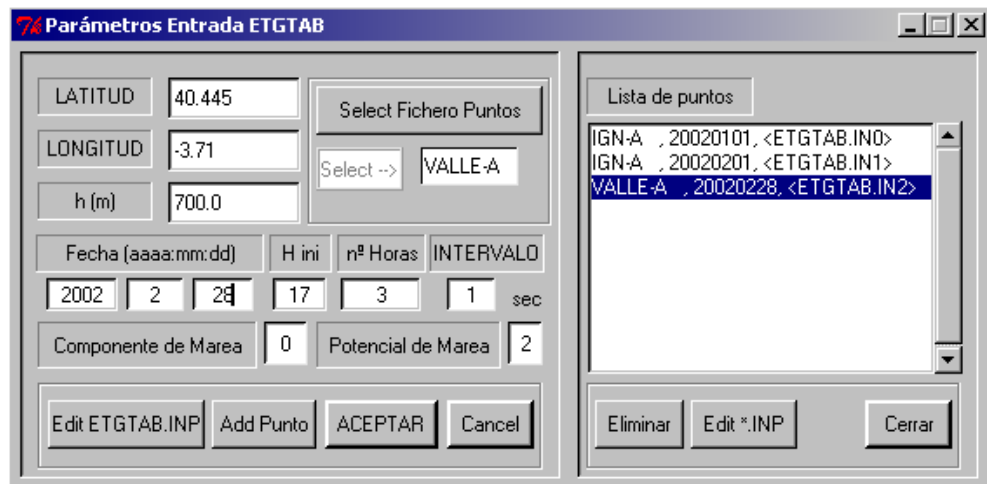 Parámetros Entrada ETGTAB
LATITUD 40.445
Select Fichero Puntos
LONGITUD -3.71
Select --> VALLE-A
h (m) 700.0
Fecha (aaaa:mm:dd) H ini nº Horas INTERVALO
2002 2 28 17 3 1 sec
Componente de Marea 0 Potencial de Marea 2
Edit ETGTAB.INP Add Punto ACEPTAR Cancel
Lista de puntos
IGN-A , 20020101, <ETGTAB.IN0>
IGN-A , 20020201, <ETGTAB.IN1>
VALLE-A , 20020228, <ETGTAB.IN2>
Eliminar Edit *.INP Cerrar